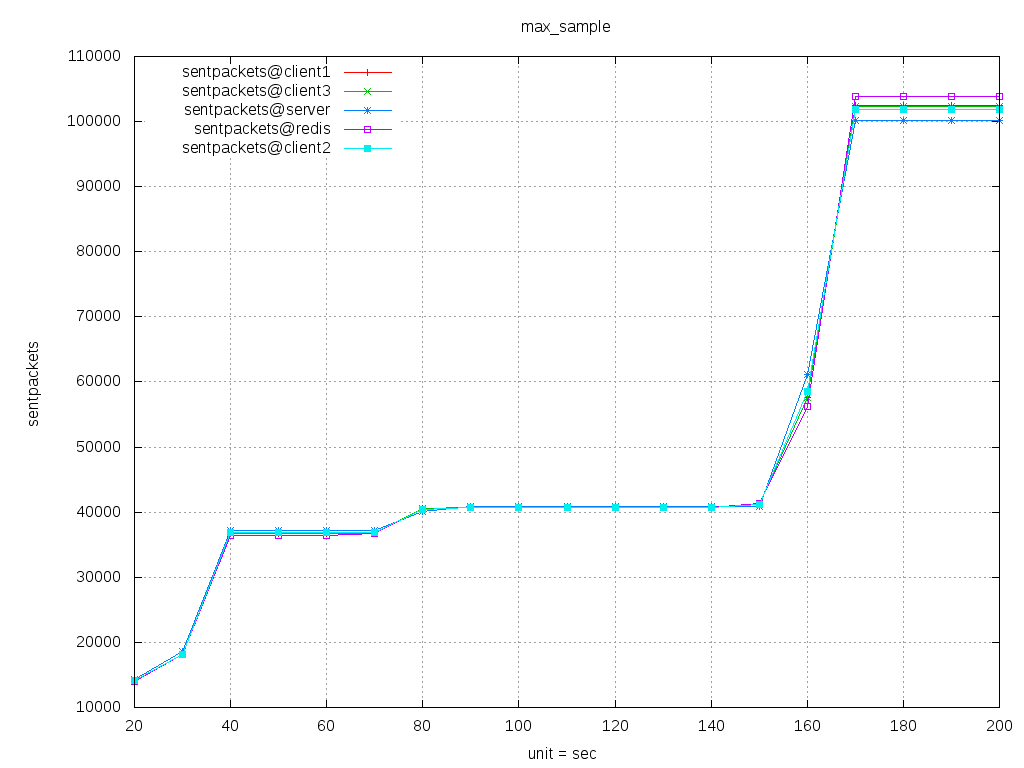 max_sample
110000
100000
90000
80000
70000
60000
50000
40000
30000
20000
10000
sentpackets
sentpackets@client1
sentpackets@client3
sentpackets@server
sentpackets@redis
sentpackets@client2
20 40 60 80 100 120 140 160 180 200
unit = sec